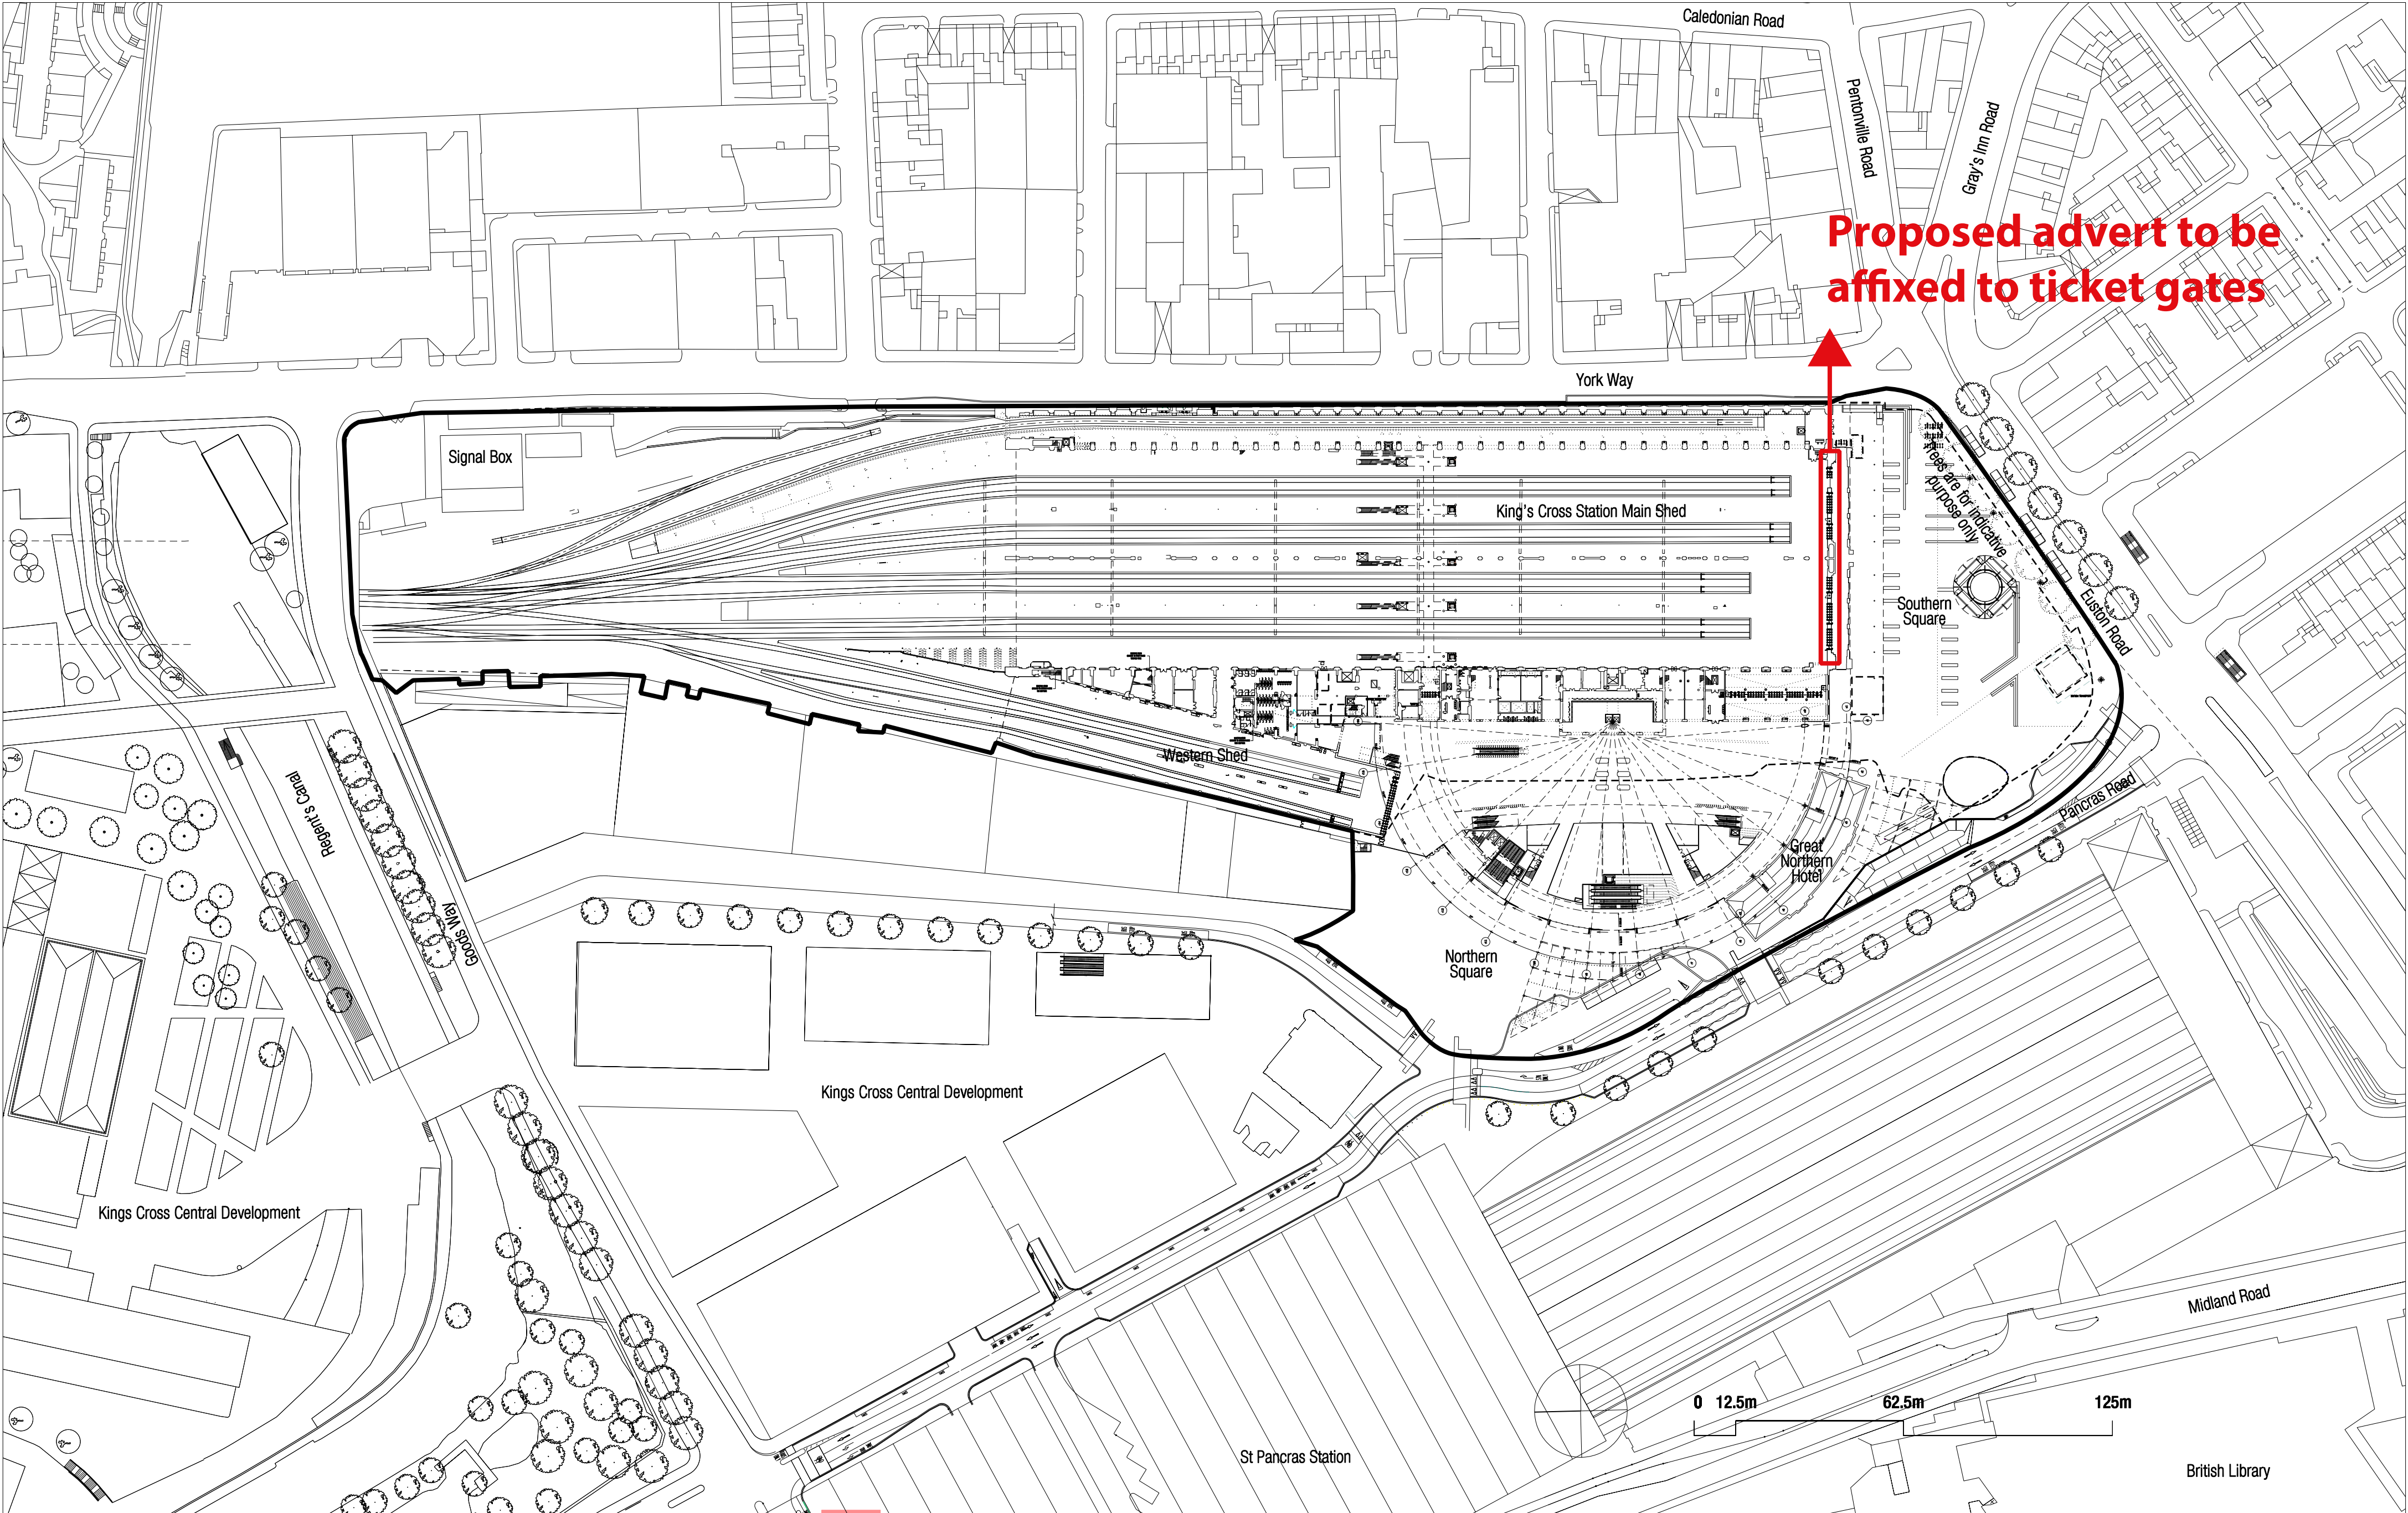 Caledonian Road
Pentonville Road
Gray's Inn Road
Proposed advert to be
affixed to ticket gates
York Way
Signal Box
King's Cross Station Main Shed
Trees are for indicative
purpose only
Southern
Square
Euston Road
Western Shed
Regent's Canal
Pancras Road
Great
Northern
Hotel
Goods Way
Northern
Square
Kings Cross Central Development
Kings Cross Central Development
Midland Road
0 12.5m 62.5m 125m
St Pancras Station
British Library